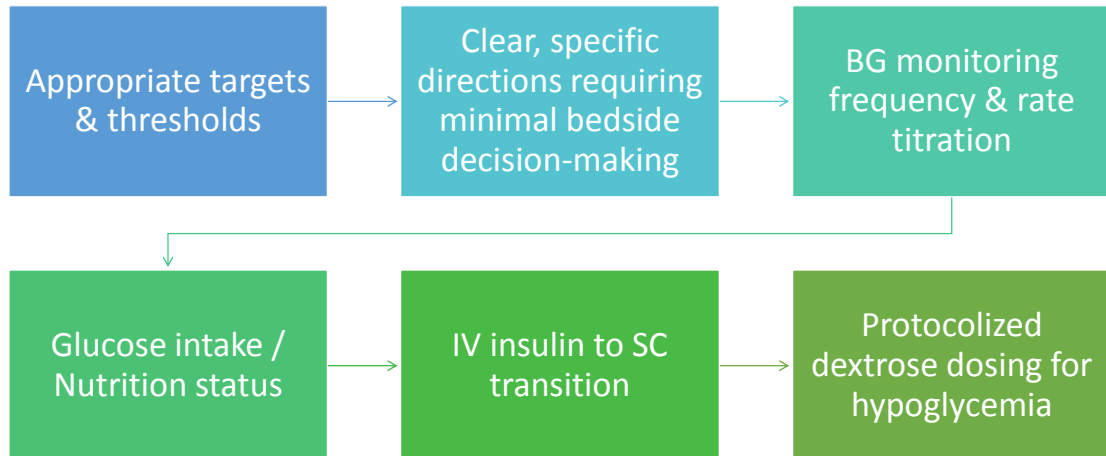 Appropriate targets
& thresholds
Clear, specific
directions requiring
minimal bedside
decision-making
BG monitoring
frequency & rate
titration
Glucose intake /
Nutrition status
IV insulin to SC
transition
Protocolized
dextrose dosing for
hypoglycemia